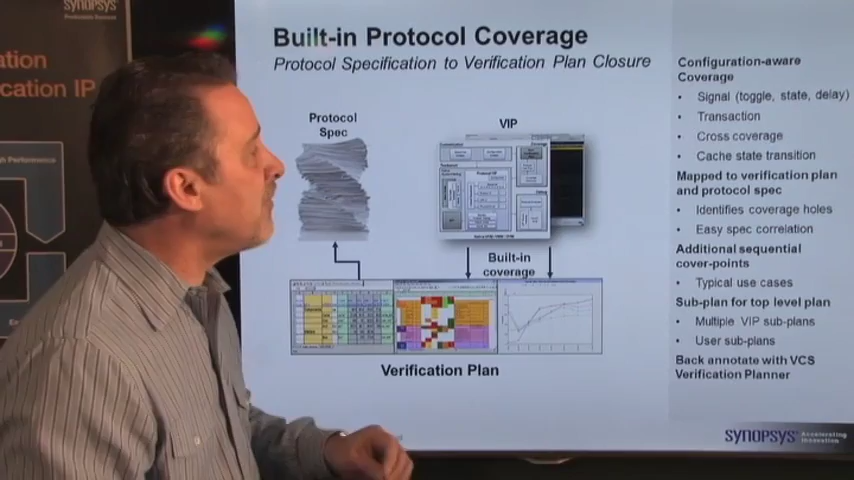 SYNOPSYS
Predictable Success
ation
cation IP
gh Performance
Built-in Protocol Coverage
Protocol Specification to Verification Plan Closure
Protocol
Spec
VIP
Built-in
coverage
Verification Plan
Configuration-aware
Coverage
• Signal (toggle, state, delay)
• Transaction
• Cross coverage
• Cache state transition
Mapped to verification plan
and protocol spec
• Identifies coverage holes
• Easy spec correlation
Additional sequential
cover-points
• Typical use cases
Sub-plan for top level plan
• Multiple VIP sub-plans
• User sub-plans
Back annotate with VCS
Verification Planner
SYNOPSYS
Accelerating
Innovation